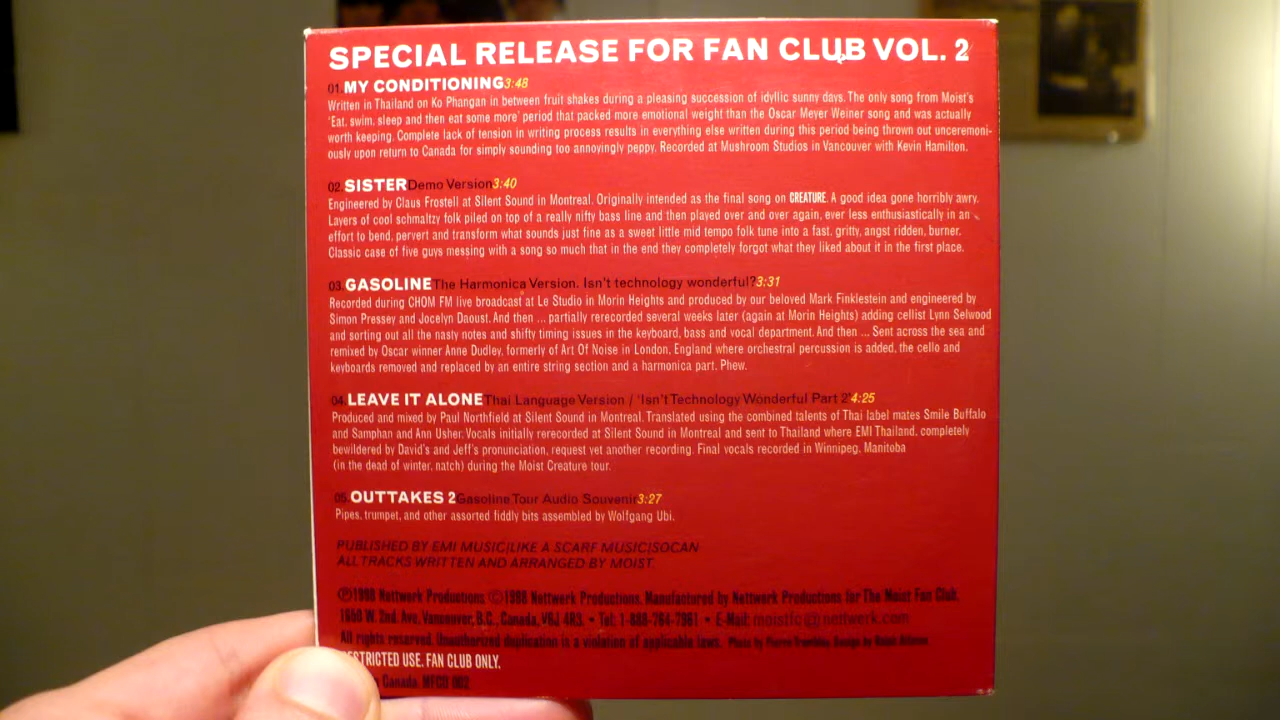 SPECIAL RELEASE FOR FAN CLUB VOL. 2
01. MY CONDITIONING 3:48
Written in Thailand on Ko Phangan in between fruit shakes during a pleasing succession of idyllic sunny days. The only song from Moist's
'Eat, swim, sleep and then eat some more' period that packed more emotional weight than the Oscar Meyer Weiner song and was actually
worth keeping. Complete lack of tension in writing process results in everything else written during this period being thrown out unceremoni-
ously upon return to Canada for simply sounding too annoyingly peppy. Recorded at Mushroom Studios in Vancouver with Kevin Hamilton.
02. SISTER Demo Version 3:40
Engineered by Claus Frostell at Silent Sound in Montreal. Originally intended as the final song on CREATURE. A good idea gone horribly awry.
Layers of cool schmaltzy folk piled on top of a really nifty bass line and then played over and over again, ever less enthusiastically in an
effort to bend, pervert and transform what sounds just fine as a sweet little mid tempo folk tune into a fast, gritty, angst ridden, burner.
Classic case of five guys messing with a song so much that in the end they completely forgot what they liked about it in the first place.
03. GASOLINE The Harmonica Version. Isn't technology wonderful? 3:31
Recorded during CHOM FM live broadcast at Le Studio in Morin Heights and produced by our beloved Mark Finklestein and engineered by
Simon Pressey and Jocelyn Daoust. And then ... partially rerecorded several weeks later (again at Morin Heights) adding cellist Lynn Selwood
and sorting out all the nasty notes and shifty timing issues in the keyboard, bass and vocal department. And then ... Sent across the sea and
remixed by Oscar winner Anne Dudley, formerly of Art Of Noise in London, England where orchestral percussion is added, the cello and
keyboards removed and replaced by an entire string section and a harmonica part. Phew.
04. LEAVE IT ALONE Thai Language Version / 'Isn't Technology Wonderful Part 2' 4:25
Produced and mixed by Paul Northfield at Silent Sound in Montreal. Translated using the combined talents of Thai label mates Smile Buffalo
and Samphan and Ann Usher. Vocals initially rerecorded at Silent Sound in Montreal and sent to Thailand where EMI Thailand, completely
bewildered by David's and Jeff's pronunciation, request yet another recording. Final vocals recorded in Winnipeg, Manitoba
(in the dead of winter, natch) during the Moist Creature tour.
05. OUTTAKES 2 Gasoline Tour Audio Souvenir 3:27
Pipes, trumpet, and other assorted fiddly bits assembled by Wolfgang Ubi.
PUBLISHED BY EMI MUSIC|LIKE A SCARF MUSIC|SOCAN
ALL TRACKS WRITTEN AND ARRANGED BY MOIST.
Ⓟ1998 Nettwerk Productions ©1998 Nettwerk Productions. Manufactured by Nettwerk Productions for The Moist Fan Club.
1650 W. 2nd. Ave. Vancouver, B.C., Canada, V6J 4R3. • Tel: 1-888-764-7961 • E-Mail: moistfc@nettwerk.com
All rights reserved. Unauthorized duplication is a violation of applicable laws. Photo by Pierre Tremblay Design by Ralph
ESTRICTED USE. FAN CLUB ONLY.
in Canada. MFCD 002